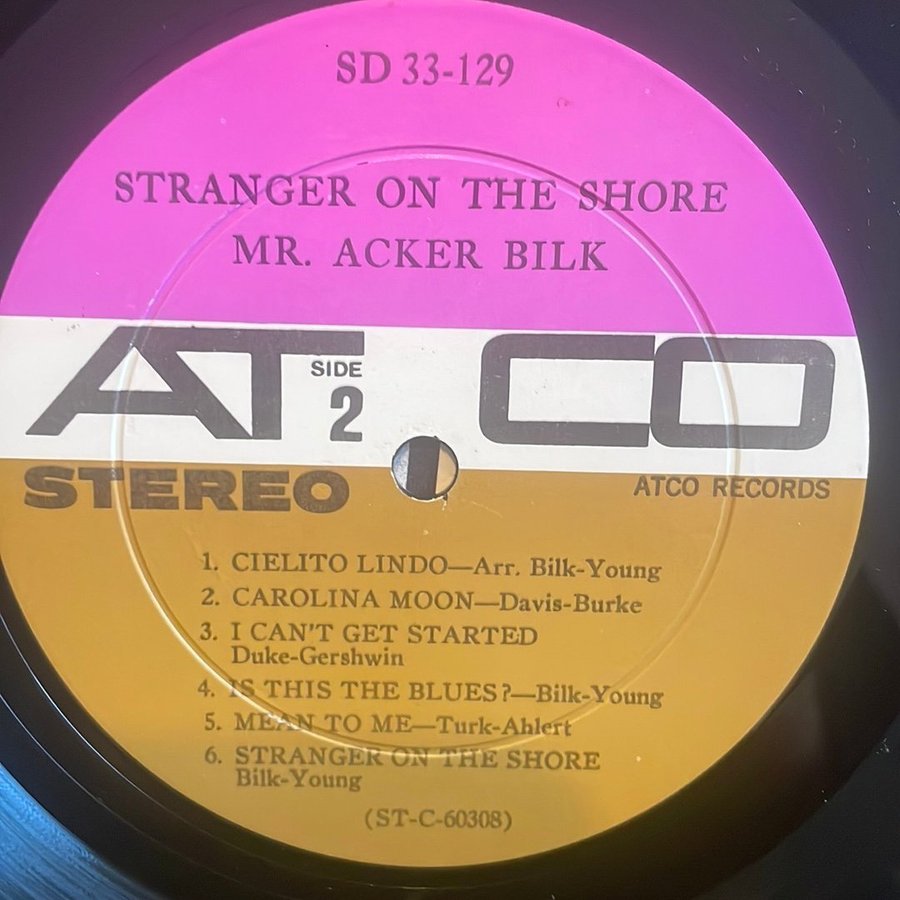 SD 33-129
STRANGER ON THE SHORE
MR. ACKER BILK
ATCO
SIDE
2
STEREO
ATCO RECORDS
1. CIELITO LINDO—Arr. Bilk-Young
2. CAROLINA MOON—Davis-Burke
3. I CAN'T GET STARTED
Duke-Gershwin
4. IS THIS THE BLUES?—Bilk-Young
5. MEAN TO ME—Turk-Ahlert
6. STRANGER ON THE SHORE
Bilk-Young
(ST-C-60308)